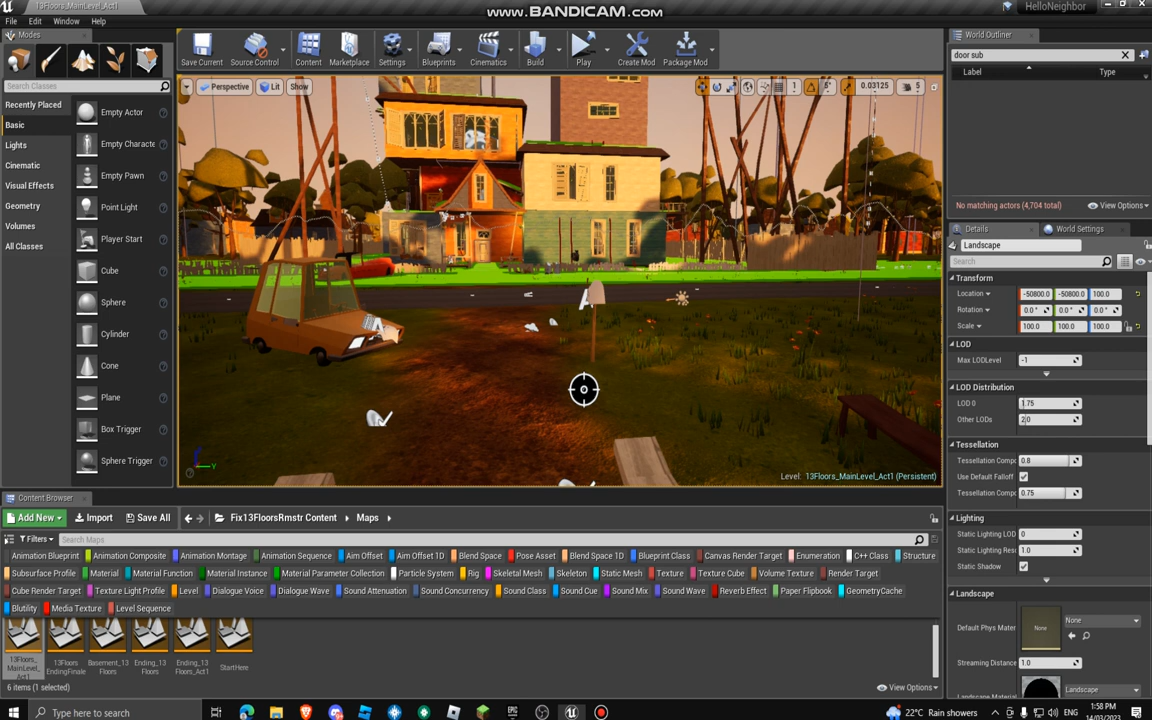 www.BANDICAM.com
13Floors_MainLevel_Act1
HelloNeighbor
File Edit Window Help
Modes
World Outliner
Save Current Source Control Content Marketplace Settings Blueprints Cinematics Build Play Create Mod Package Mod
door sub
Label Type
Search Classes
Perspective Lit Show
1 5° 0.03125 5
Recently Placed
Basic
Lights
Cinematic
Visual Effects
Geometry
Volumes
All Classes
Empty Actor
Empty Characte
Empty Pawn
Point Light
Player Start
Cube
Sphere
Cylinder
Cone
Plane
Box Trigger
Sphere Trigger
No matching actors (4,704 total) View Options
Details World Settings
Landscape
Search
Transform
Location -50800.0 -50800.0 100.0
Rotation 0.0° 0.0° 0.0°
Scale 100.0 100.0 100.0
LOD
Max LODLevel -1
LOD Distribution
LOD 0 1.75
Other LODs 2.0
Tessellation
Tessellation Compo 0.8
Use Default Falloff
Tessellation Compo 0.75
Lighting
Static Lighting LOD 0
Static Lighting Res 1.0
Static Shadow
Landscape
Default Phys Mater None None
Streaming Distance 1.0
Landscape Material Landscape
Level: 13Floors_MainLevel_Act1 (Persistent)
Content Browser
Add New Import Save All Fix13FloorsRmstr Content Maps
Filters Search Maps
Animation Blueprint Animation Composite Animation Montage Animation Sequence Aim Offset Aim Offset 1D Blend Space Pose Asset Blend Space 1D Blueprint Class Canvas Render Target Enumeration C++ Class Structure
Subsurface Profile Material Material Function Material Instance Material Parameter Collection Particle System Rig Skeletal Mesh Skeleton Static Mesh Texture Texture Cube Volume Texture Render Target
Cube Render Target Texture Light Profile Level Dialogue Voice Dialogue Wave Sound Attenuation Sound Concurrency Sound Class Sound Cue Sound Mix Sound Wave Reverb Effect Paper Flipbook GeometryCache
Blutility Media Texture Level Sequence
13Floors_MainLevel_Act1
13Floors EndingFinale
Basement_13 Floors
Ending_13 Floors
Ending_13 Floors_Act1
StartHere
6 items (1 selected) View Options
Type here to search
22°C Rain showers
ENG
1:58 PM
14/03/2023